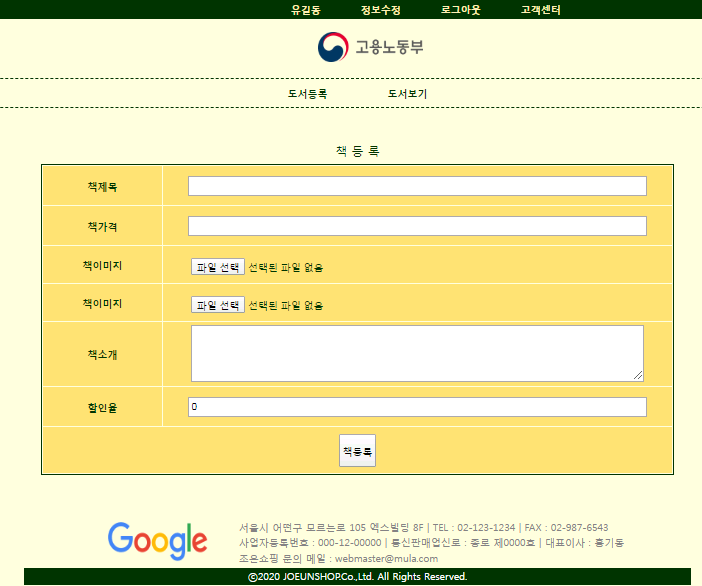 유길동 정보수정 로그아웃 고객센터
고용노동부
도서등록 도서보기
책 등 록
책제목
책가격
책이미지 파일 선택 선택된 파일 없음
책이미지 파일 선택 선택된 파일 없음
책소개
할인율 0
책등록
Google
서울시 어떤구 모르는로 105 엑스빌딩 8F | TEL : 02-123-1234 | FAX : 02-987-6543
사업자등록번호 : 000-12-00000 | 통신판매업신로 : 종로 제0000호 | 대표이사 : 홍기동
조은쇼핑 문의 메일 : webmaster@mula.com
©2020 JOEUNSHOP.Co.,Ltd. All Rights Reserved.